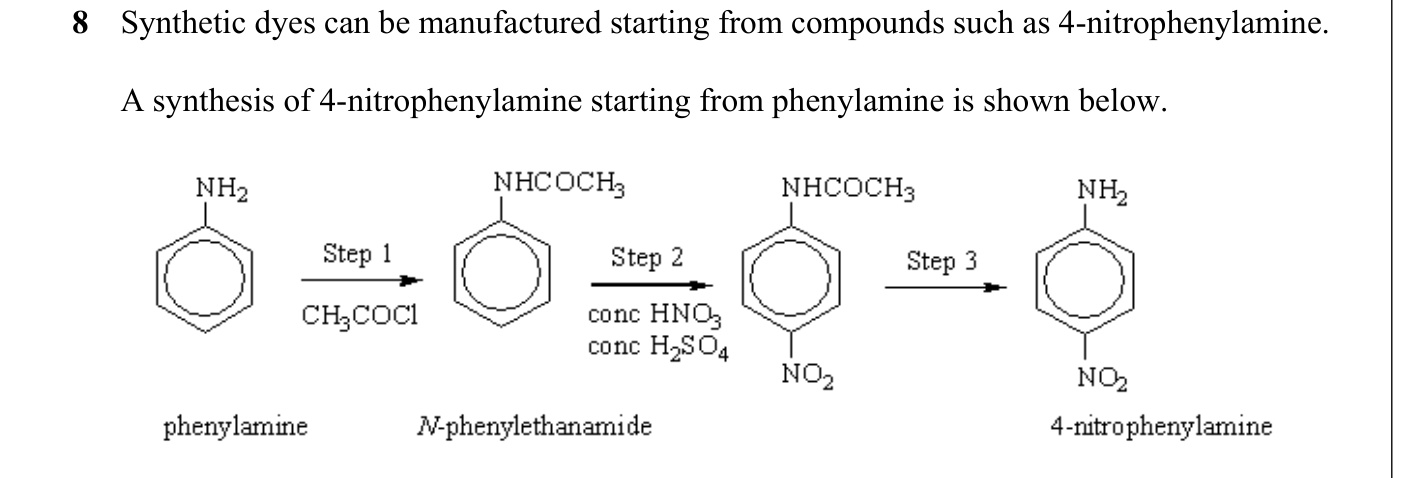 8 Synthetic dyes can be manufactured starting from compounds such as 4-nitrophenylamine.
A synthesis of 4-nitrophenylamine starting from phenylamine is shown below.
NH₂ NHCOCH₃ NHCOCH₃ NH₂
Step 1 Step 2 Step 3
CH₃COCl conc HNO₃
conc H₂SO₄
NO₂ NO₂
phenylamine N-phenylethanamide 4-nitrophenylamine